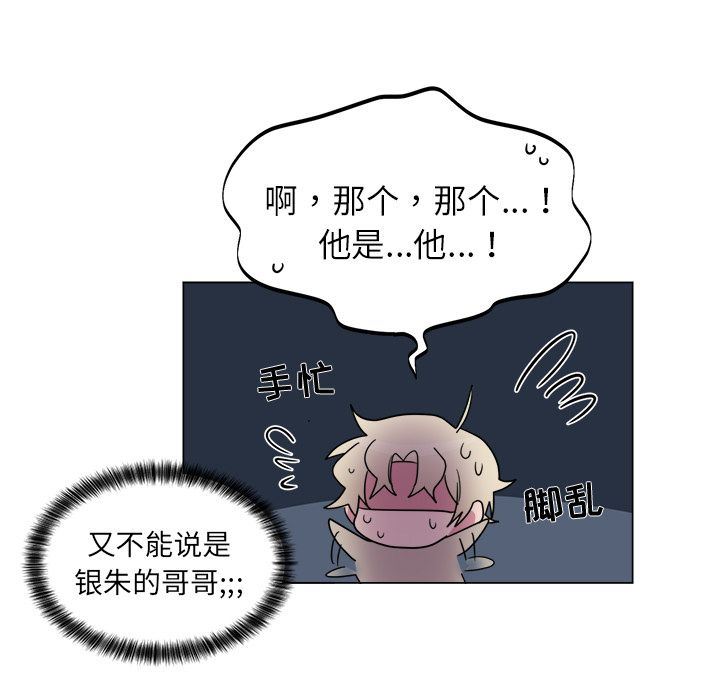 啊，那个，那个...！
他是...他...！
手忙
脚乱
又不能说是
银朱的哥哥;;;